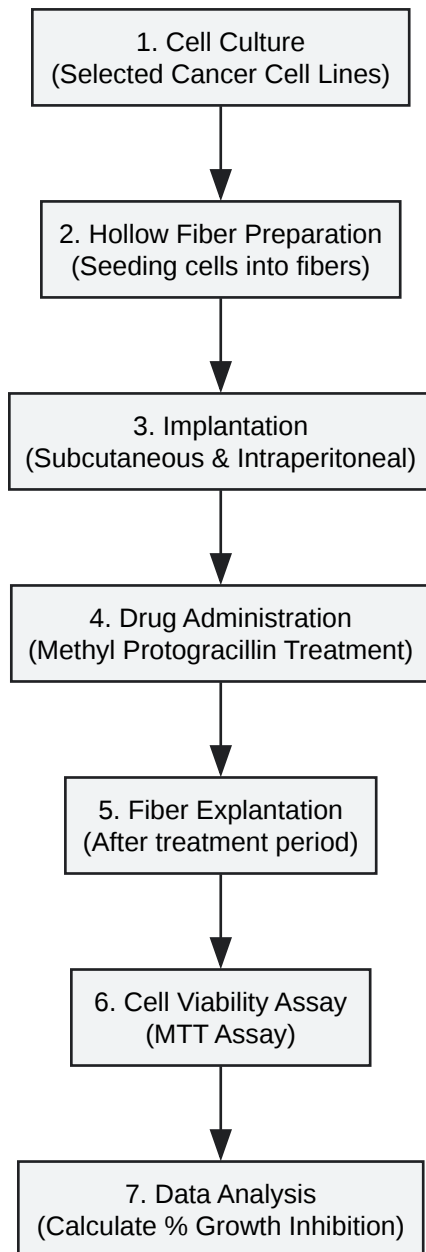 1. Cell Culture
(Selected Cancer Cell Lines)
2. Hollow Fiber Preparation
(Seeding cells into fibers)
3. Implantation
(Subcutaneous & Intraperitoneal)
4. Drug Administration
(Methyl Protogracillin Treatment)
5. Fiber Explantation
(After treatment period)
6. Cell Viability Assay
(MTT Assay)
7. Data Analysis
(Calculate % Growth Inhibition)